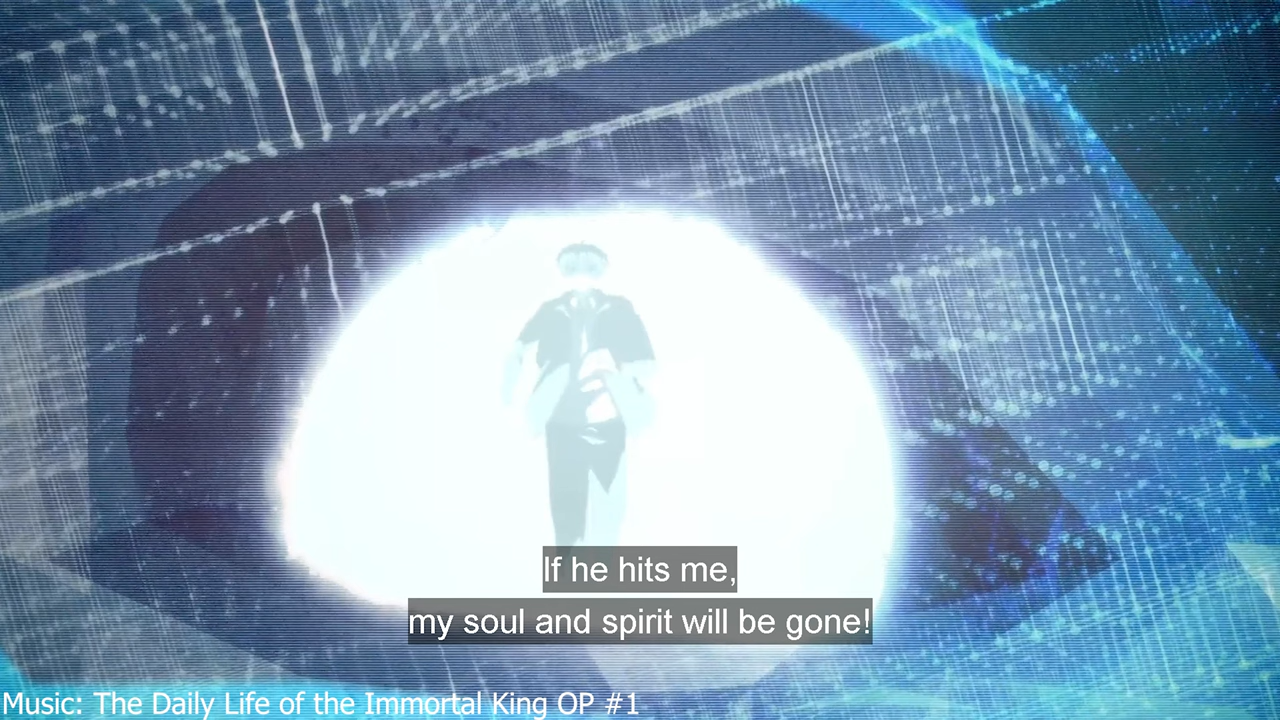 If he hits me,
my soul and spirit will be gone!
Music: The Daily Life of the Immortal King OP #1